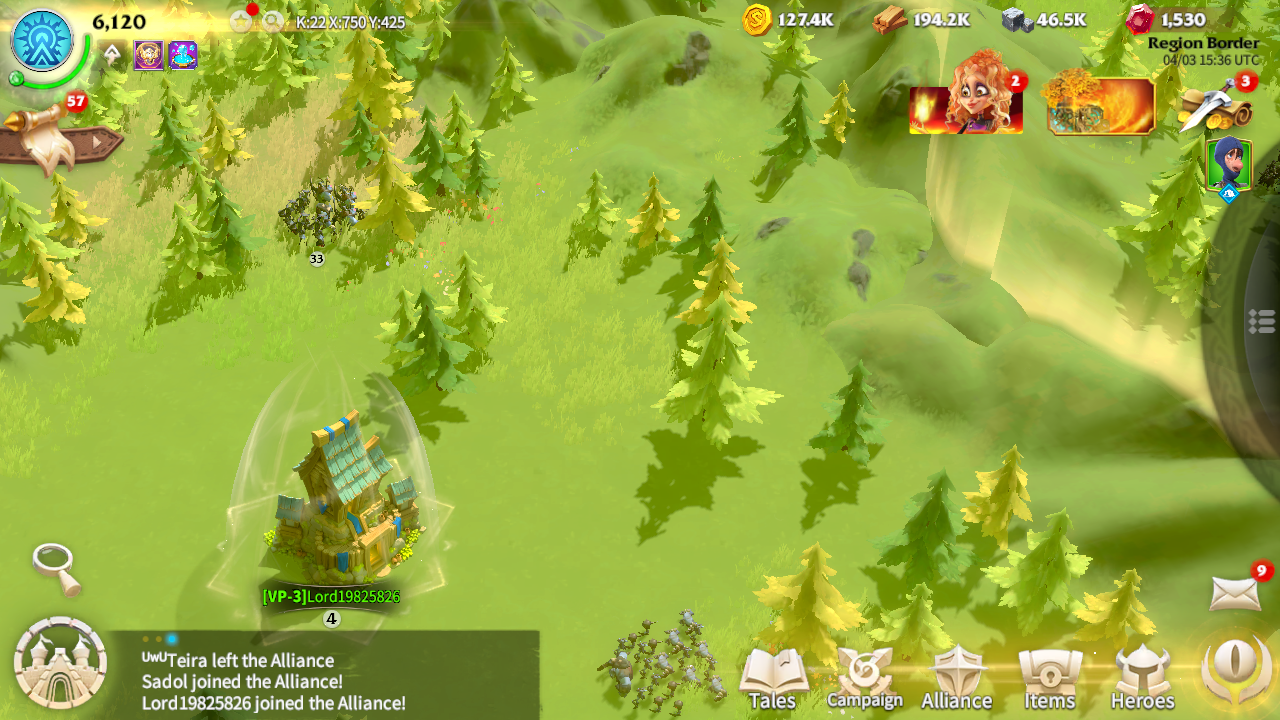 6,120
K:22 X:750 Y:425
127.4K
194.2K
46.5K
1,530
Region Border
04/03 15:36 UTC
57
2
3
33
[VP-3]Lord19825826
4
UwUTeira left the Alliance
Sadol joined the Alliance!
Lord19825826 joined the Alliance!
9
Tales
Campaign
Alliance
Items
Heroes